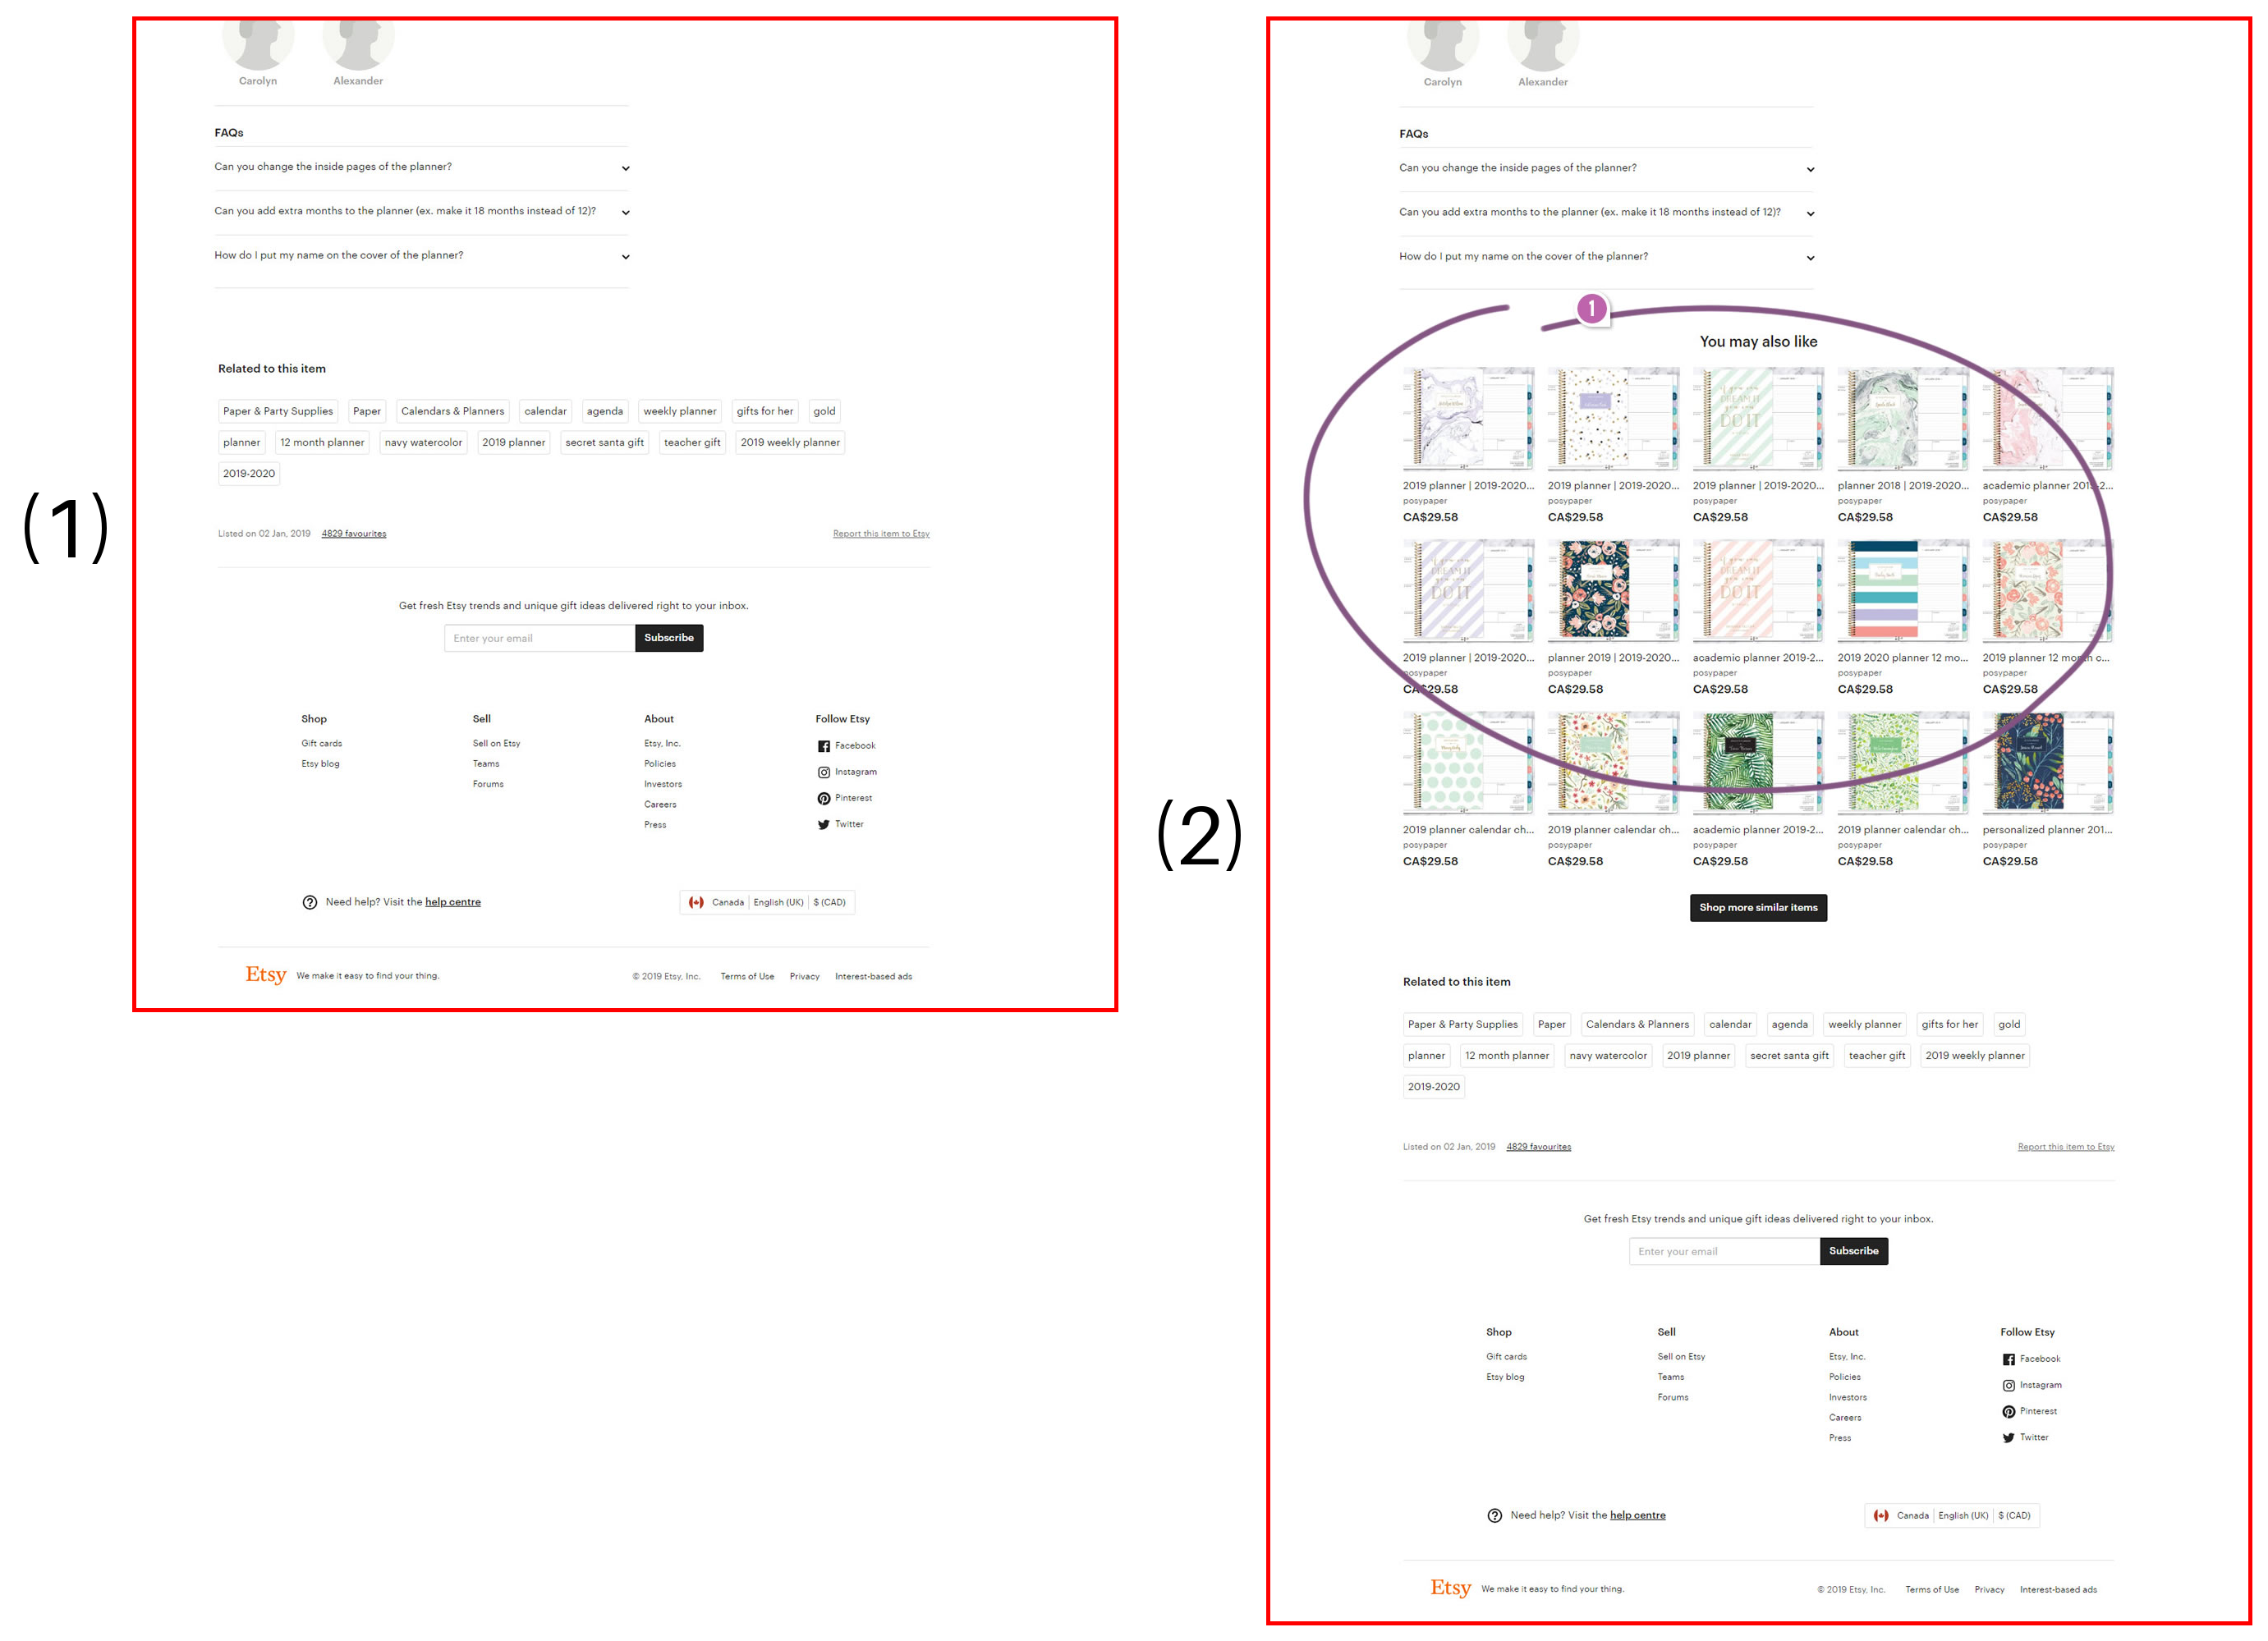 (1)
Carolyn Alexander
FAQs
Can you change the inside pages of the planner?
Can you add extra months to the planner (ex. make it 18 months instead of 12)?
How do I put my name on the cover of the planner?
Related to this item
Paper & Party Supplies Paper Calendars & Planners calendar agenda weekly planner gifts for her gold
planner 12 month planner navy watercolor 2019 planner secret santa gift teacher gift 2019 weekly planner
2019-2020
Listed on 02 Jan, 2019 4829 favourites Report this item to Etsy
Get fresh Etsy trends and unique gift ideas delivered right to your inbox.
Enter your email Subscribe
Shop Sell About Follow Etsy
Gift cards Sell on Etsy Etsy, Inc. Facebook
Etsy blog Teams Policies Instagram
Forums Investors Pinterest
Careers Twitter
Press
Need help? Visit the help centre Canada English (UK) $ (CAD)
Etsy We make it easy to find your thing. © 2019 Etsy, Inc. Terms of Use Privacy Interest-based ads
(2)
Carolyn Alexander
FAQs
Can you change the inside pages of the planner?
Can you add extra months to the planner (ex. make it 18 months instead of 12)?
How do I put my name on the cover of the planner?
1
You may also like
2019 planner | 2019-2020... 2019 planner | 2019-2020... 2019 planner | 2019-2020... planner 2018 | 2019-2020... academic planner 2019-2...
posypaper posypaper posypaper posypaper posypaper
CA$29.58 CA$29.58 CA$29.58 CA$29.58 CA$29.58
2019 planner | 2019-2020... planner 2019 | 2019-2020... academic planner 2019-2... 2019 2020 planner 12 mo... 2019 planner 12 month c...
posypaper posypaper posypaper posypaper posypaper
CA$29.58 CA$29.58 CA$29.58 CA$29.58 CA$29.58
2019 planner calendar ch... 2019 planner calendar ch... academic planner 2019-2... 2019 planner calendar ch... personalized planner 201...
posypaper posypaper posypaper posypaper posypaper
CA$29.58 CA$29.58 CA$29.58 CA$29.58 CA$29.58
Shop more similar items
Related to this item
Paper & Party Supplies Paper Calendars & Planners calendar agenda weekly planner gifts for her gold
planner 12 month planner navy watercolor 2019 planner secret santa gift teacher gift 2019 weekly planner
2019-2020
Listed on 02 Jan, 2019 4829 favourites Report this item to Etsy
Get fresh Etsy trends and unique gift ideas delivered right to your inbox.
Enter your email Subscribe
Shop Sell About Follow Etsy
Gift cards Sell on Etsy Etsy, Inc. Facebook
Etsy blog Teams Policies Instagram
Forums Investors Pinterest
Careers Twitter
Press
Need help? Visit the help centre Canada English (UK) $ (CAD)
Etsy We make it easy to find your thing. © 2019 Etsy, Inc. Terms of Use Privacy Interest-based ads